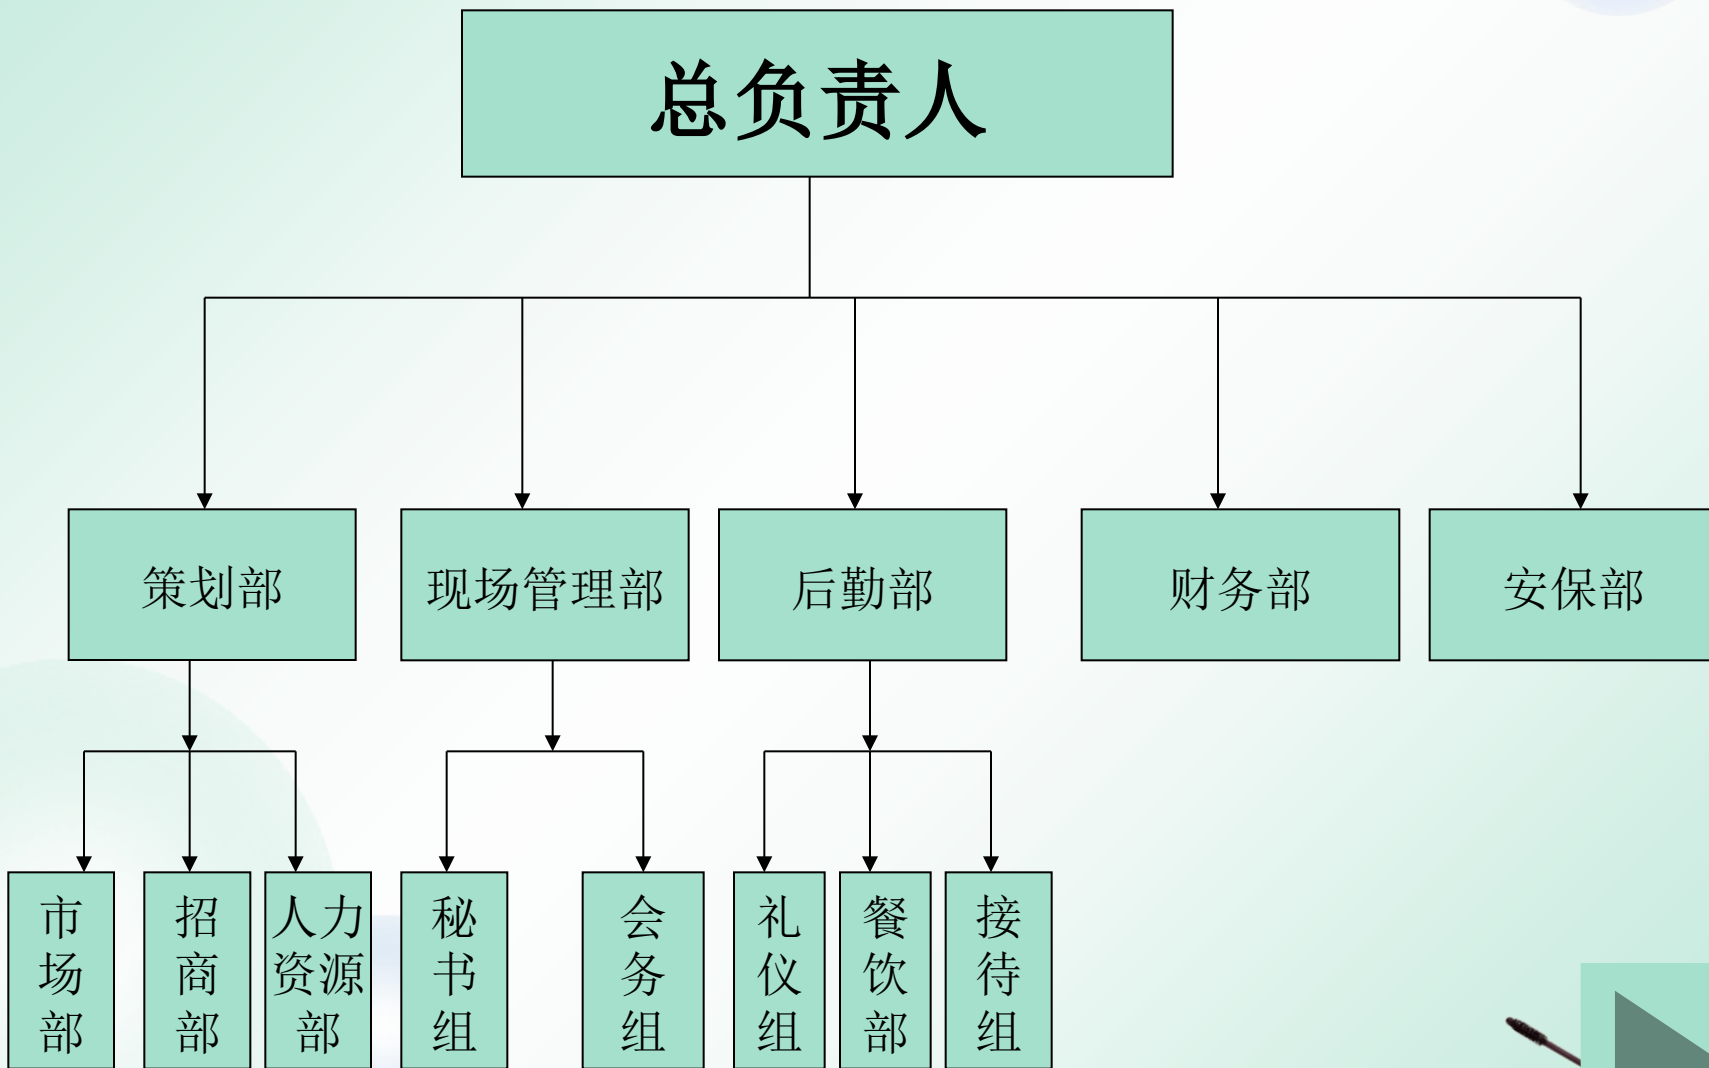 总负责人
策划部
现场管理部
后勤部
财务部
安保部
市
场
部
招
商
部
人力
资源
部
秘
书
组
会
务
组
礼
仪
组
餐
饮
部
接
待
组